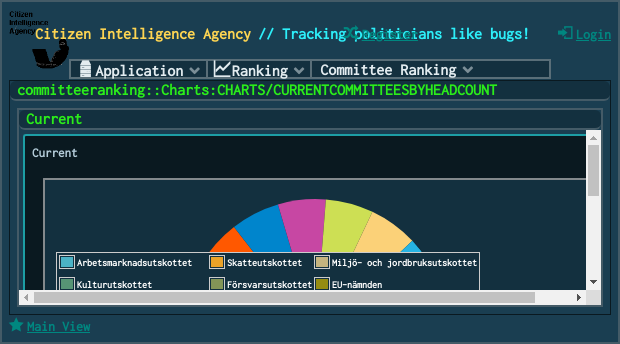 Citizen
Intelligence
Agency
Citizen Intelligence Agency // Tracking politicians like bugs!
Register
Login
Application
Ranking
Committee Ranking
committeeranking::Charts:CHARTS/CURRENTCOMMITTEESBYHEADCOUNT
Current
Current
Arbetsmarknadsutskottet
Skatteutskottet
Miljö- och jordbruksutskottet
Kulturutskottet
Försvarsutskottet
EU-nämnden
Main View